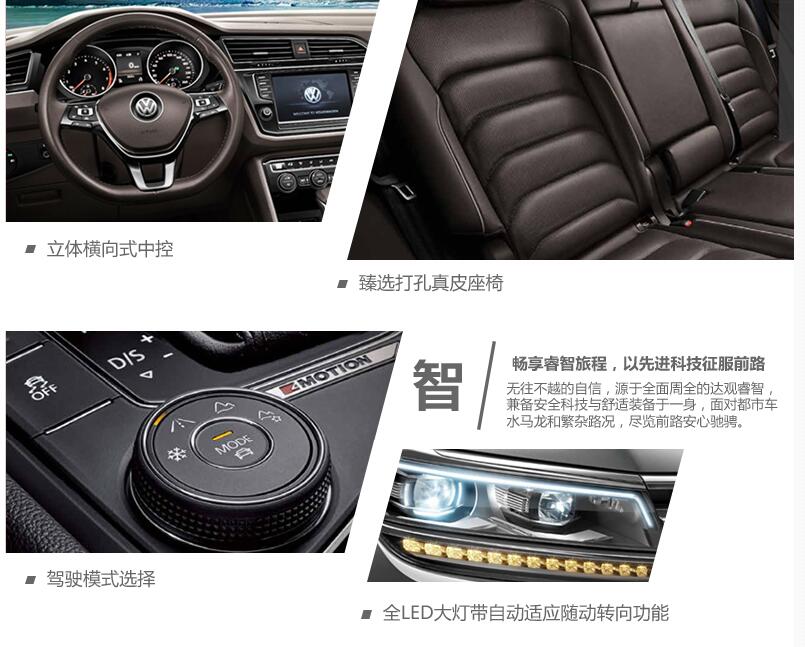 WELCOME TO VOLKSWAGEN
立体横向式中控
臻选打孔真皮座椅
D/S
+
-
OFF
4MOTION
MODE
驾驶模式选择
智
畅享睿智旅程，以先进科技征服前路
无往不越的自信，源于全面周全的达观睿智，
兼备安全科技与舒适装备于一身，面对都市车
水马龙和繁杂路况，尽览前路安心驰骋。
全LED大灯带自动适应随动转向功能